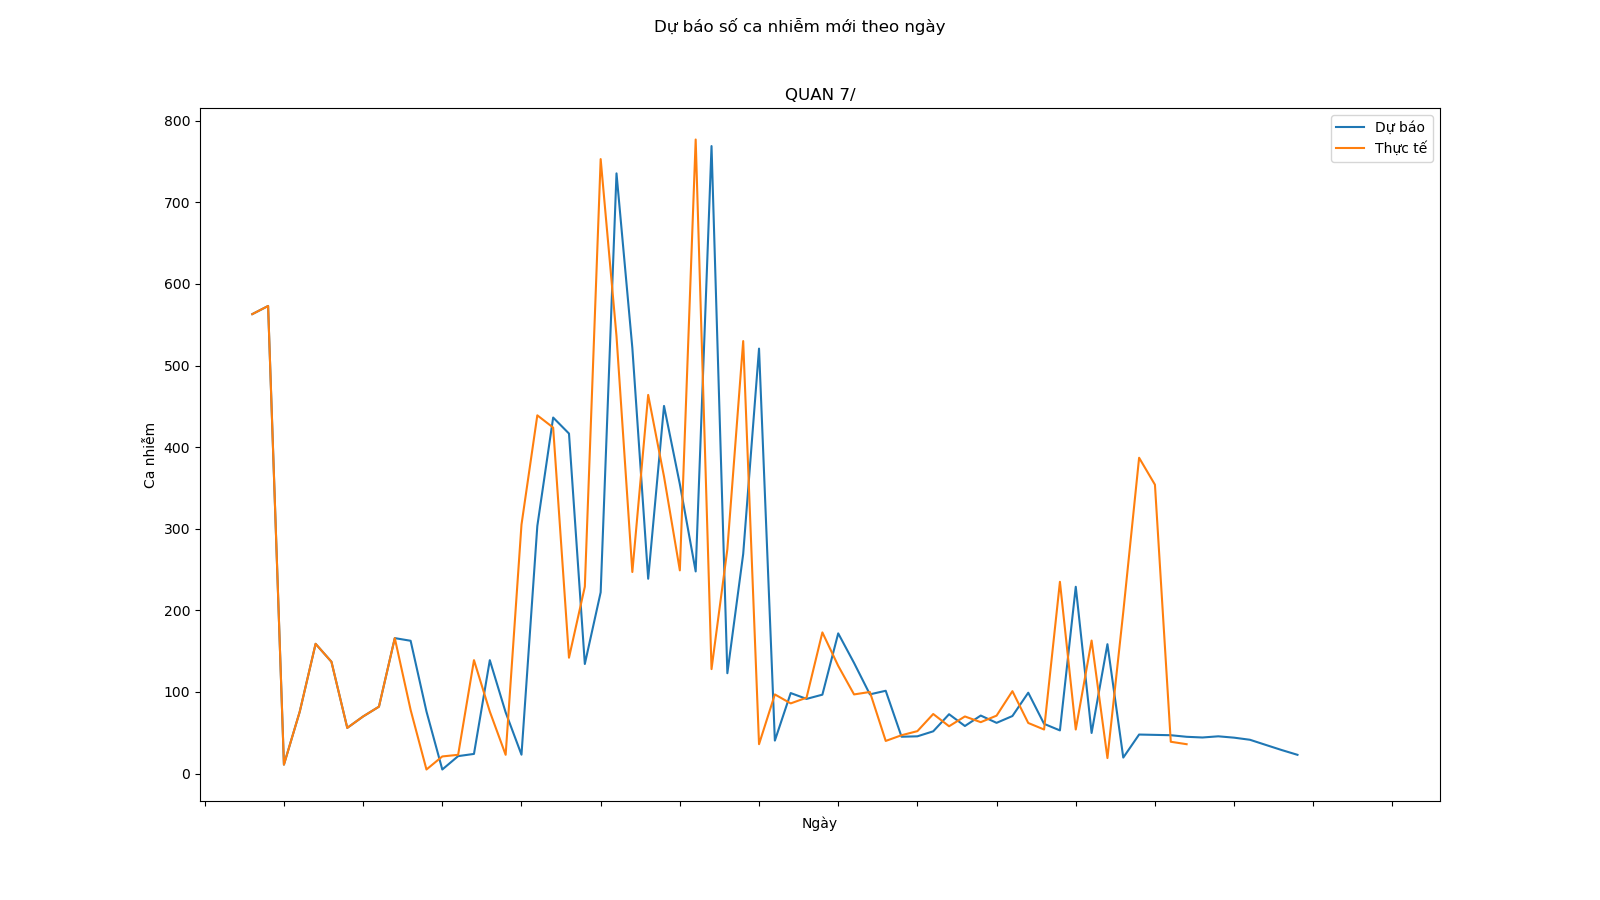 Dự báo số ca nhiễm mới theo ngày
QUAN 7/
Dự báo
Thực tế
800
700
600
500
400
300
200
100
0
Ca nhiễm
Ngày